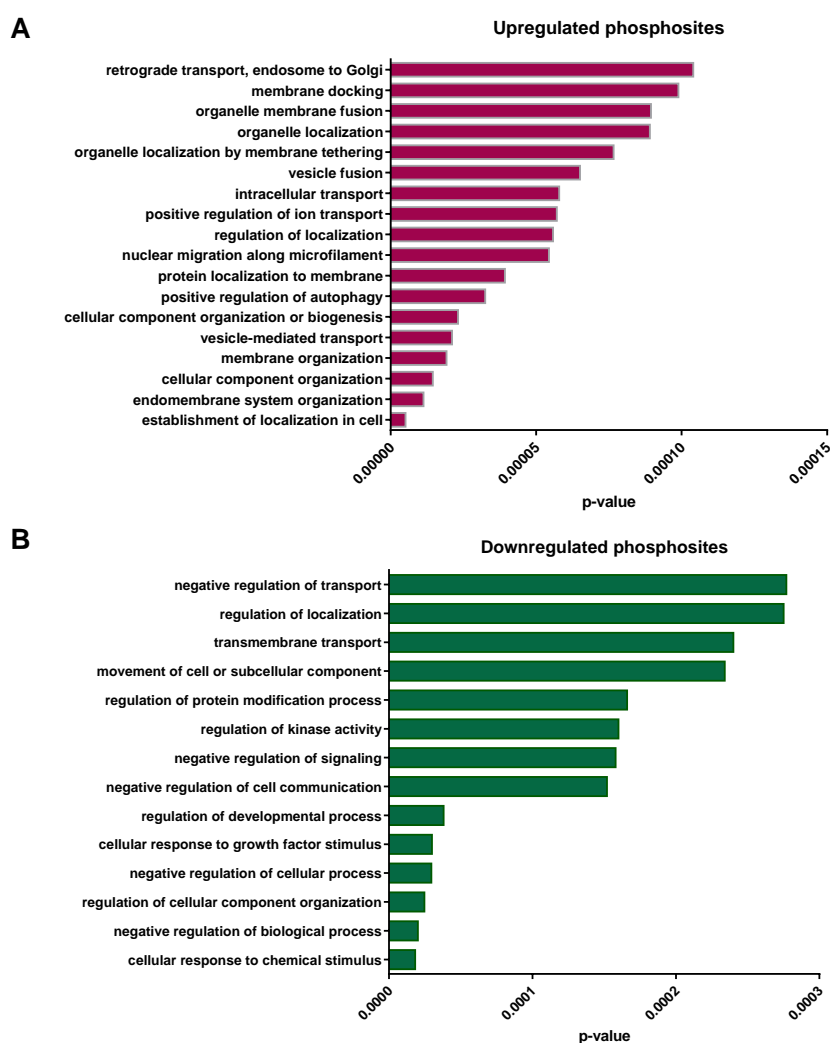 A
Upregulated phosphosites
retrograde transport, endosome to Golgi
membrane docking
organelle membrane fusion
organelle localization
organelle localization by membrane tethering
vesicle fusion
intracellular transport
positive regulation of ion transport
regulation of localization
nuclear migration along microfilament
protein localization to membrane
positive regulation of autophagy
cellular component organization or biogenesis
vesicle-mediated transport
membrane organization
cellular component organization
endomembrane system organization
establishment of localization in cell
0.00000 0.00005 0.00010 0.00015
p-value
B
Downregulated phosphosites
negative regulation of transport
regulation of localization
transmembrane transport
movement of cell or subcellular component
regulation of protein modification process
regulation of kinase activity
negative regulation of signaling
negative regulation of cell communication
regulation of developmental process
cellular response to growth factor stimulus
negative regulation of cellular process
regulation of cellular component organization
negative regulation of biological process
cellular response to chemical stimulus
0.0000 0.0001 0.0002 0.0003
p-value